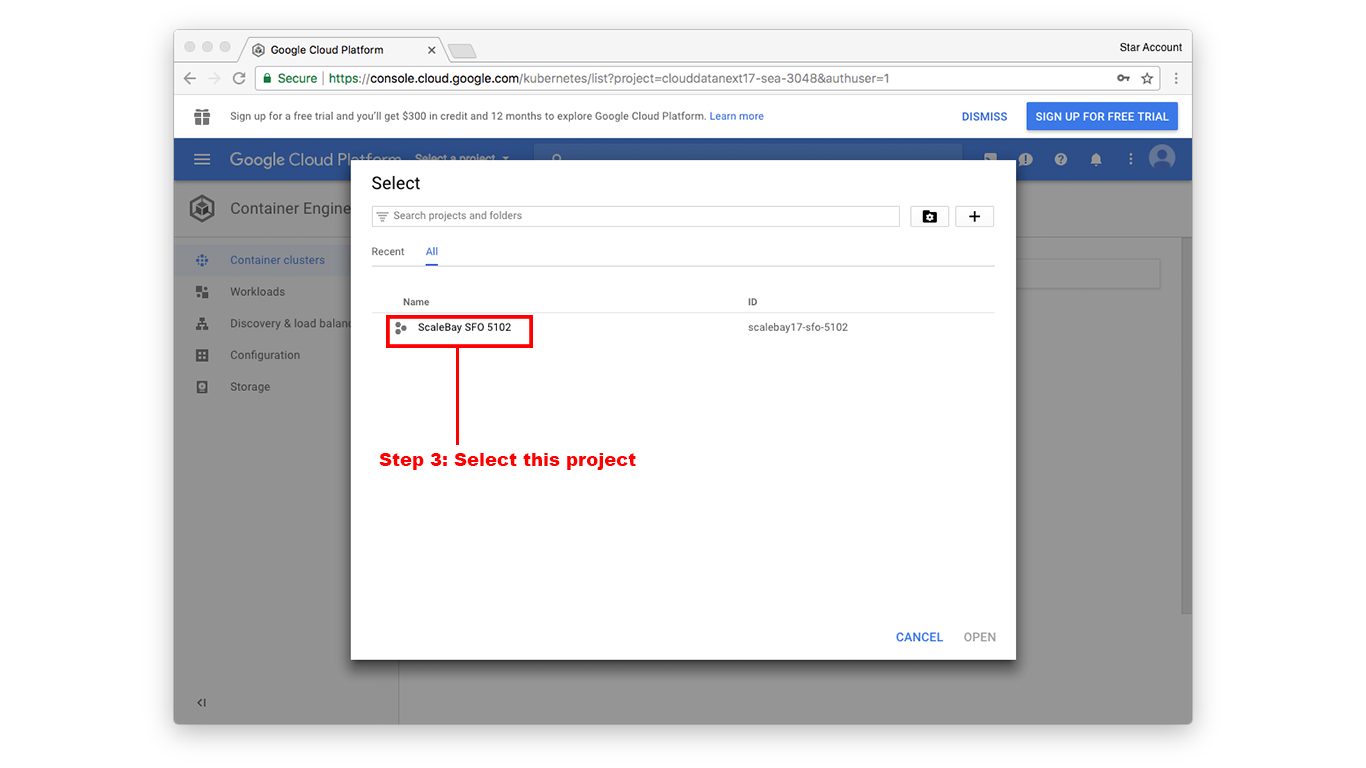 Google Cloud Platform
Star Account
Secure
https://console.cloud.google.com/kubernetes/list?project=clouddatanext17-sea-3048&authuser=1
Sign up for a free trial and you'll get $300 in credit and 12 months to explore Google Cloud Platform. Learn more
DISMISS
SIGN UP FOR FREE TRIAL
Google Cloud Platform
Select a project
Container Engine
Container clusters
Workloads
Discovery & load balanc
Configuration
Storage
Select
Search projects and folders
Recent All
Name ID
ScaleBay SFO 5102 scalebay17-sfo-5102
Step 3: Select this project
CANCEL OPEN